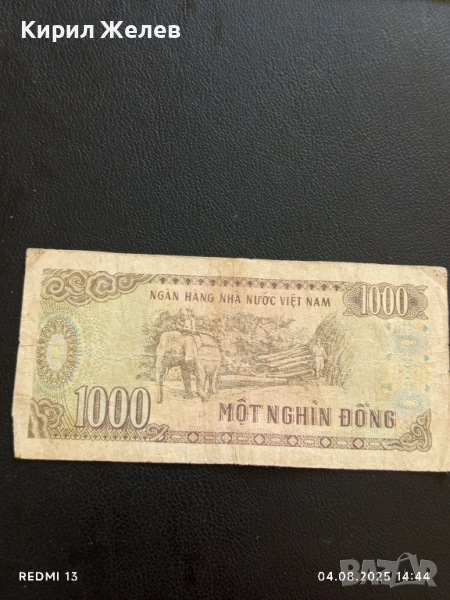 Кирил Желев
NGÂN HÀNG NHÀ NƯỚC VIỆT NAM
1000
1000
MỘT NGHÌN ĐỒNG
REDMI 13
04.08.2025 14:44
BAZAR